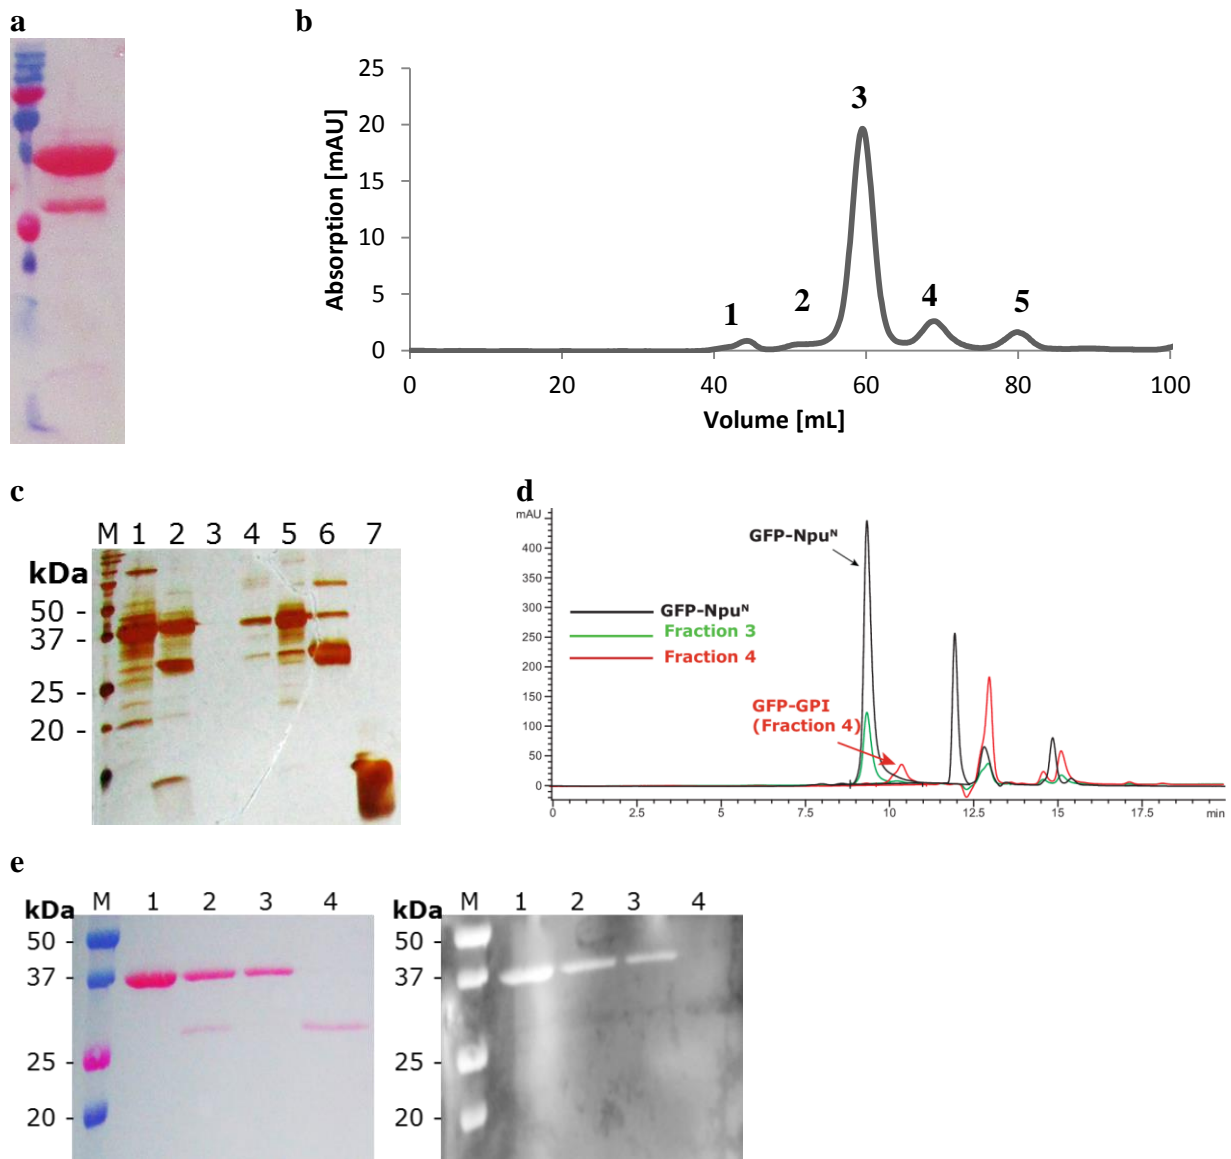 a
b
25
20
15
10
5
0
Absorption [mAU]
1
2
3
4
5
0 20 40 60 80 100
Volume [mL]
c
M 1 2 3 4 5 6 7
kDa
50 -
37 -
25 -
20 -
d
mAU
400
350
300
250
200
150
100
50
0
GFP-Npuᴺ
GFP-Npuᴺ
Fraction 3
Fraction 4
GFP-GPI
(Fraction 4)
0 2.5 5 7.5 10 12.5 15 17.5 min
e
kDa M 1 2 3 4
50 -
37 -
25 -
20 -
kDa M 1 2 3 4
50 -
37 -
25 -
20 -